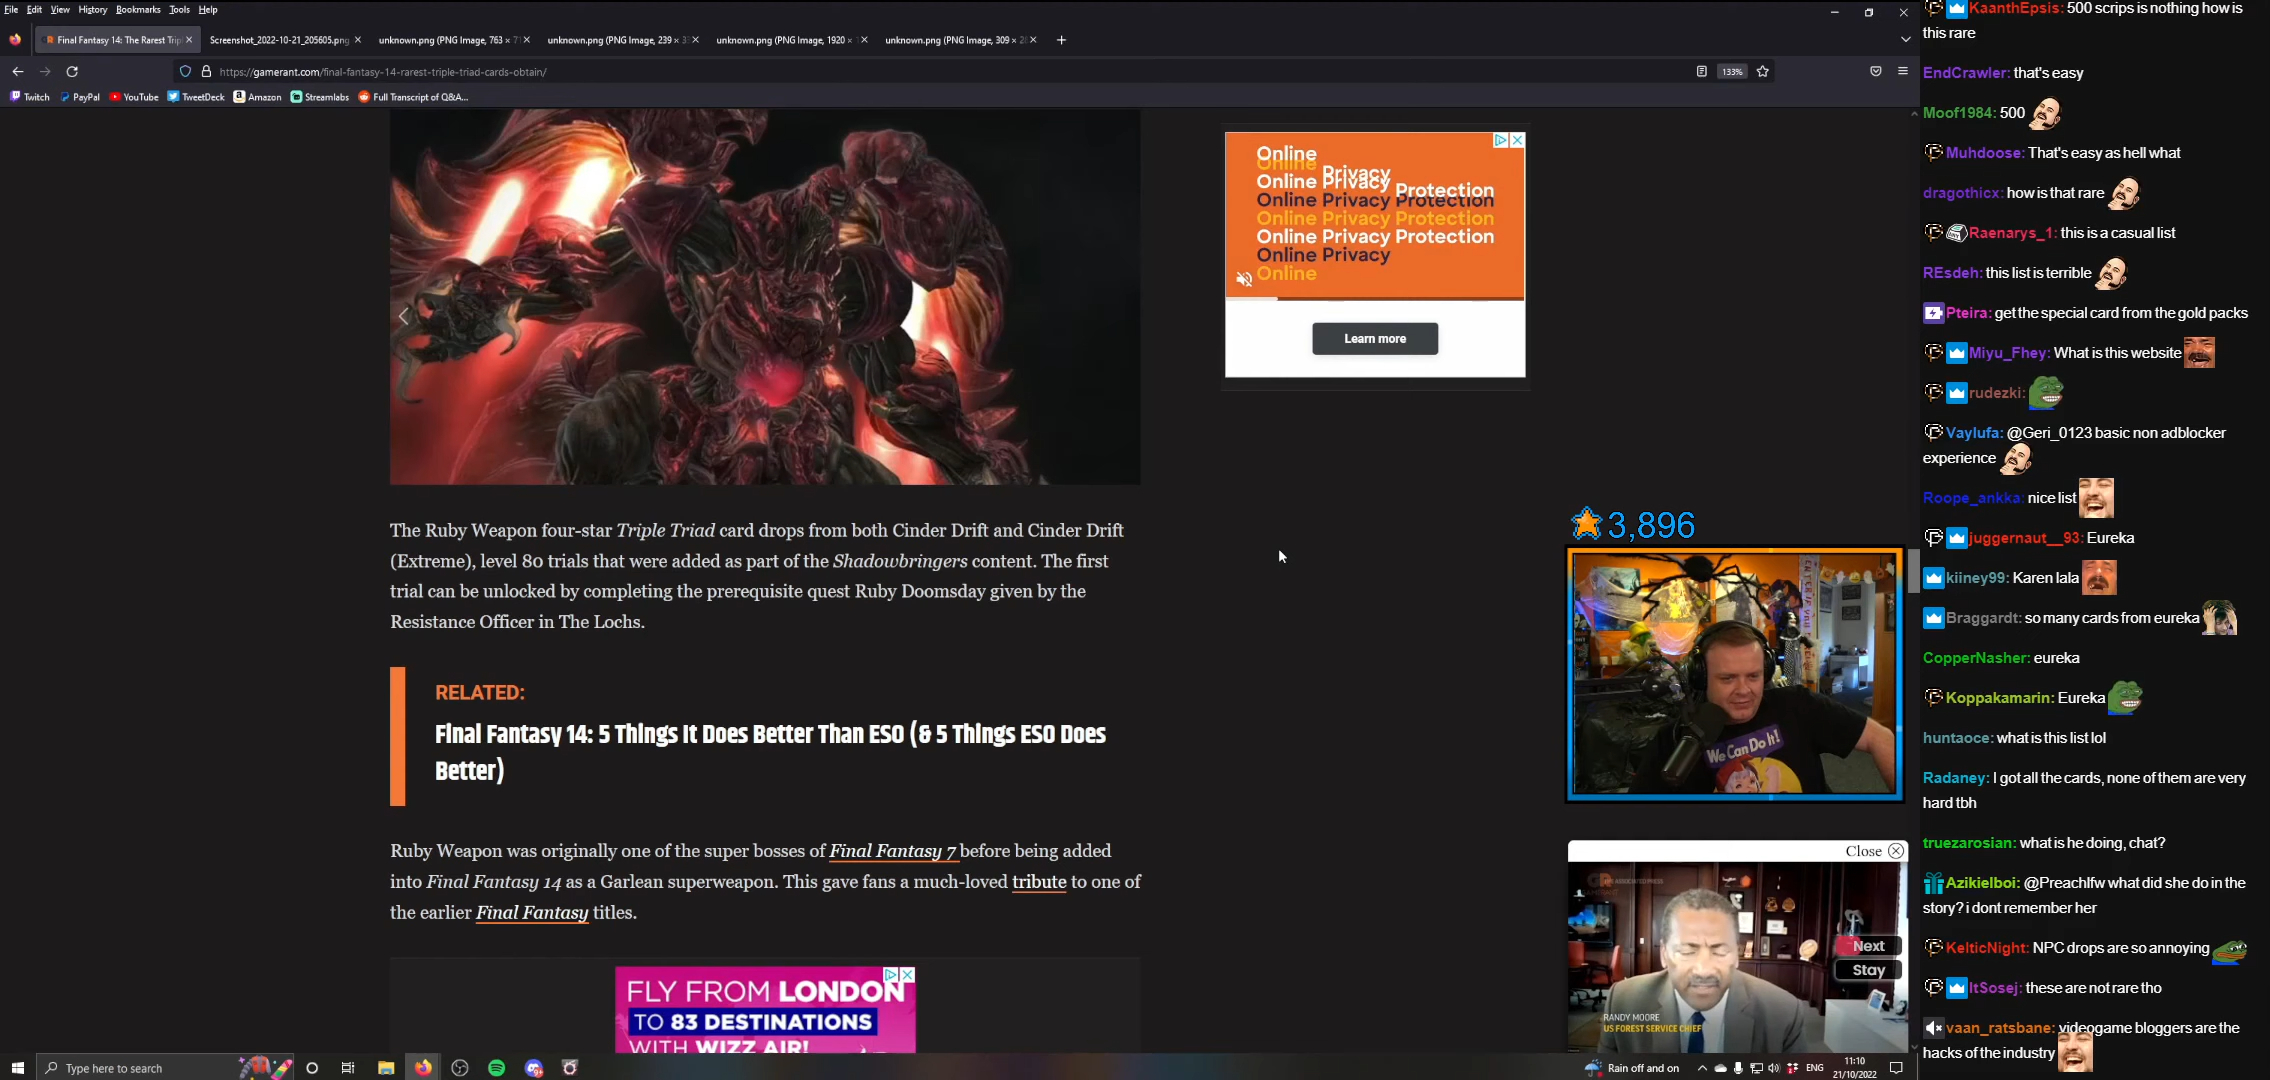 File Edit View History Bookmarks Tools Help
Final Fantasy 14: The Rarest Trip
Screenshot_2022-10-21_205605.png
unknown.png (PNG Image, 763 ×
unknown.png (PNG Image, 239 ×
unknown.png (PNG Image, 1920 ×
unknown.png (PNG Image, 309 ×
https://gamerant.com/final-fantasy-14-rarest-triple-triad-cards-obtain/
133%
Twitch PayPal YouTube TweetDeck Amazon Streamlabs Full Transcript of Q&A...
Online
Online
Privacy
Online Privacy Protection
Online Privacy Protection
Online Privacy Protection
Online Privacy Protection
Online Privacy
Online
Learn more
The Ruby Weapon four-star Triple Triad card drops from both Cinder Drift and Cinder Drift
(Extreme), level 80 trials that were added as part of the Shadowbringers content. The first
trial can be unlocked by completing the prerequisite quest Ruby Doomsday given by the
Resistance Officer in The Lochs.
RELATED:
Final Fantasy 14: 5 Things It Does Better Than ESO (& 5 Things ESO Does
Better)
Ruby Weapon was originally one of the super bosses of Final Fantasy 7 before being added
into Final Fantasy 14 as a Garlean superweapon. This gave fans a much-loved tribute to one of
the earlier Final Fantasy titles.
FLY FROM LONDON
TO 83 DESTINATIONS
WITH WIZZ AIR!
3,896
We Can Do It!
Close
Next
Stay
RANDY MOORE
US FOREST SERVICE CHIEF
KaanthEpsis: 500 scrips is nothing how is
this rare
EndCrawler: that's easy
Moof1984: 500
Muhdoose: That's easy as hell what
dragothicx: how is that rare
Raenarys_1: this is a casual list
REsdeh: this list is terrible
Pteira: get the special card from the gold packs
Miyu_Fhey: What is this website
rudezki:
Vaylufa: @Geri_0123 basic non adblocker
experience
Roope_ankka: nice list
juggernaut__93: Eureka
kiiney99: Karen lala
Braggardt: so many cards from eureka
CopperNasher: eureka
Koppakamarin: Eureka
huntaoce: what is this list lol
Radaney: I got all the cards, none of them are very
hard tbh
truezarosian: what is he doing, chat?
Azikielboi: @Preachlfw what did she do in the
story? i dont remember her
KelticNight: NPC drops are so annoying
ItSosej: these are not rare tho
vaan_ratsbane: videogame bloggers are the
hacks of the industry
Type here to search
Rain off and on
ENG
11:10
21/10/2022